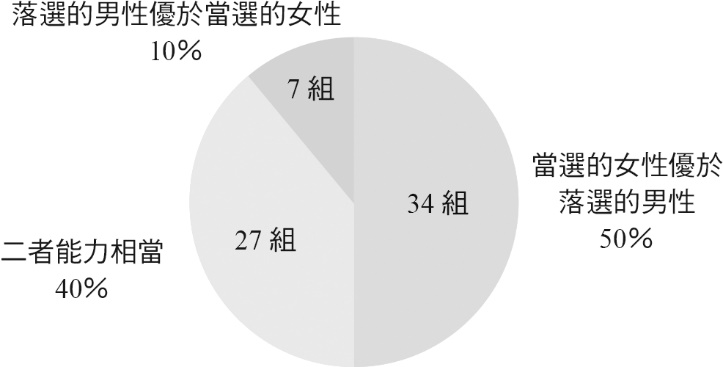 落選的男性優於當選的女性
10%
7 組
當選的女性優於
落選的男性
50%
34 組
27 組
二者能力相當
40%